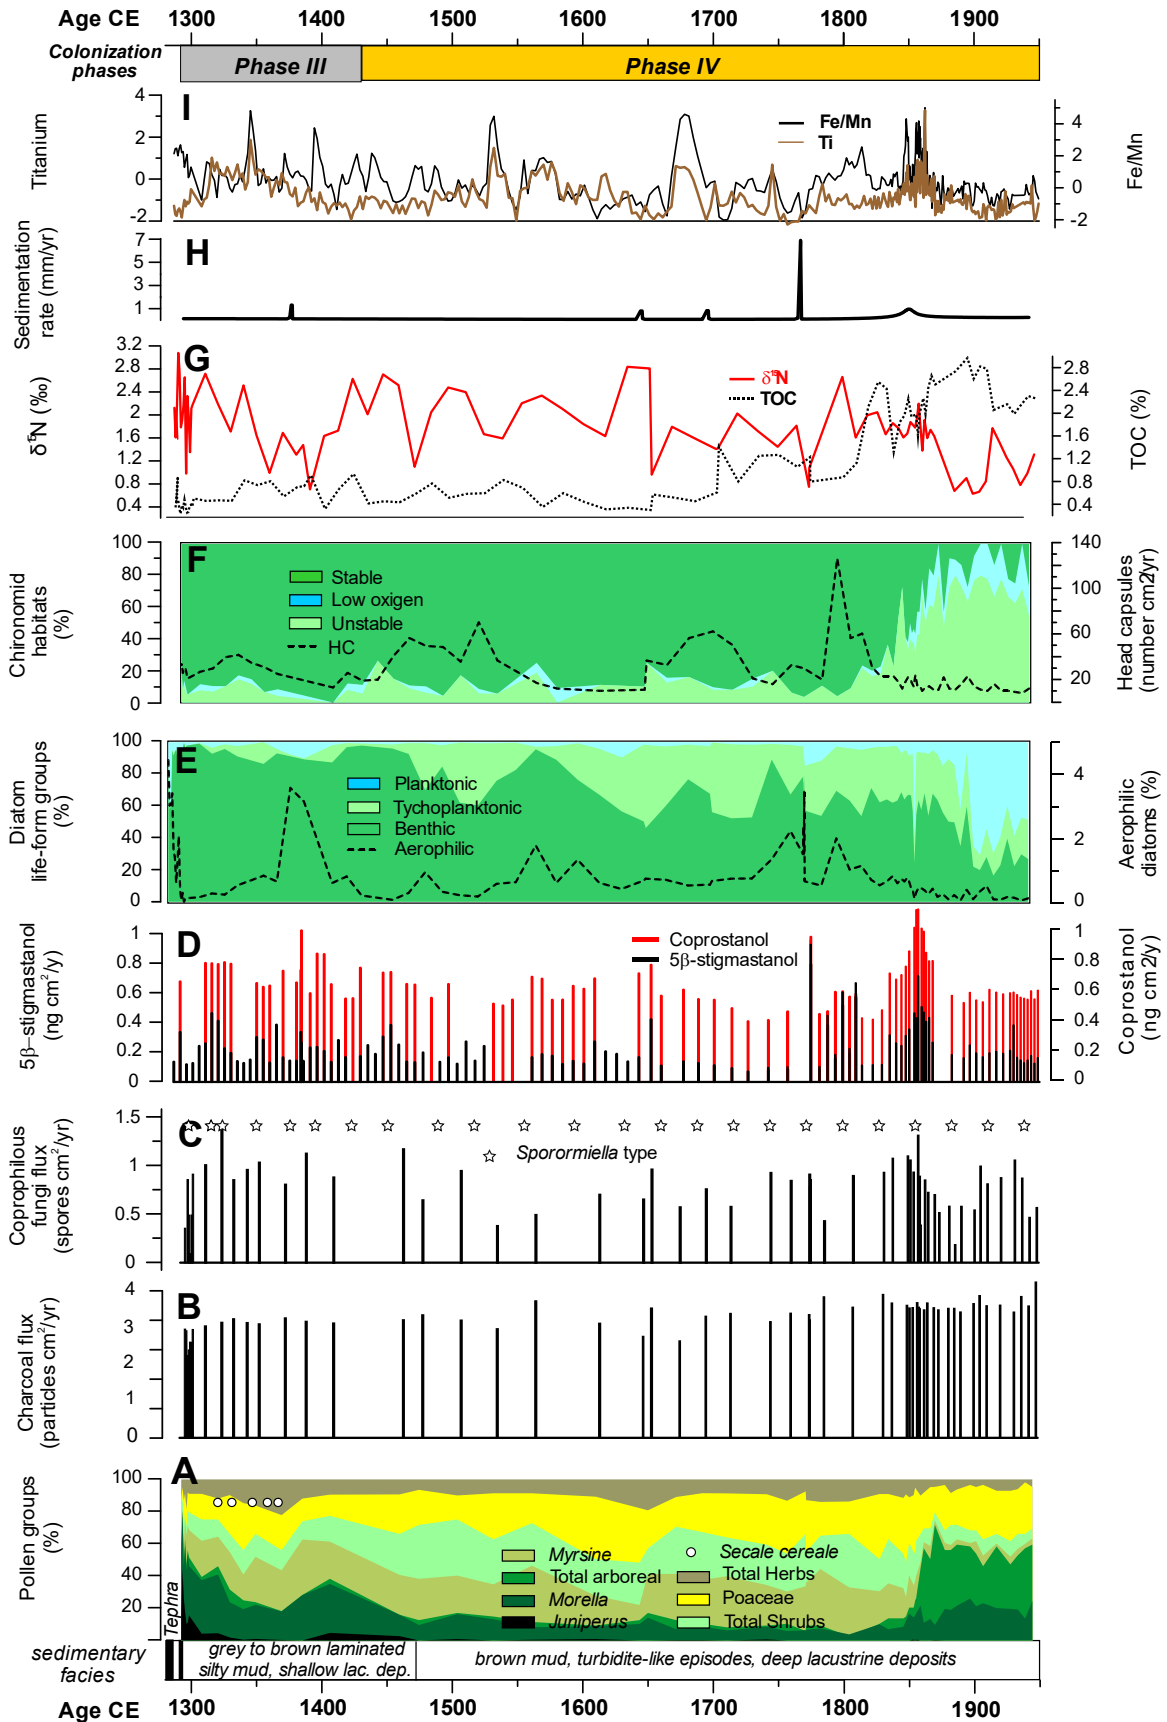 Age CE 1300 1400 1500 1600 1700 1800 1900
Colonization phases
Phase III Phase IV
I
Titanium
4
2
0
-2
Fe/Mn
Ti
Fe/Mn
4
2
0
-2
H
Sedimentation
rate (mm/yr)
7
5
3
1
G
δ15N (‰)
3.2
2.8
2.4
2
1.6
1.2
0.8
0.4
δ15N
TOC
TOC (%)
2.8
2.4
2
1.6
1.2
0.8
0.4
F
Chironomid
habitats
(%)
100
80
60
40
20
0
Stable
Low oxigen
Unstable
HC
Head capsules
(number cm2/yr)
140
100
60
20
E
Diatom
life-form groups
(%)
100
80
60
40
20
0
Planktonic
Tychoplanktonic
Benthic
Aerophilic
Aerophilic
diatoms (%)
4
2
0
D
5β–stigmastanol
(ng cm²/y)
1
0.8
0.6
0.4
0.2
0
Coprostanol
5β-stigmastanol
Coprostanol
(ng cm2/y)
1
0.8
0.6
0.4
0.2
0
C
Coprophilous
fungi flux
(spores cm²/yr)
1.5
1
0.5
0
Sporormiella type
B
Charcoal flux
(particles cm²/yr)
4
3
2
1
0
A
Pollen groups
(%)
100
80
60
40
20
Myrsine
Total arboreal
Morella
Juniperus
Secale cereale
Total Herbs
Poaceae
Total Shrubs
Tephra
sedimentary
facies
grey to brown laminated
silty mud, shallow lac. dep.
brown mud, turbidite-like episodes, deep lacustrine deposits
Age CE 1300 1400 1500 1600 1700 1800 1900